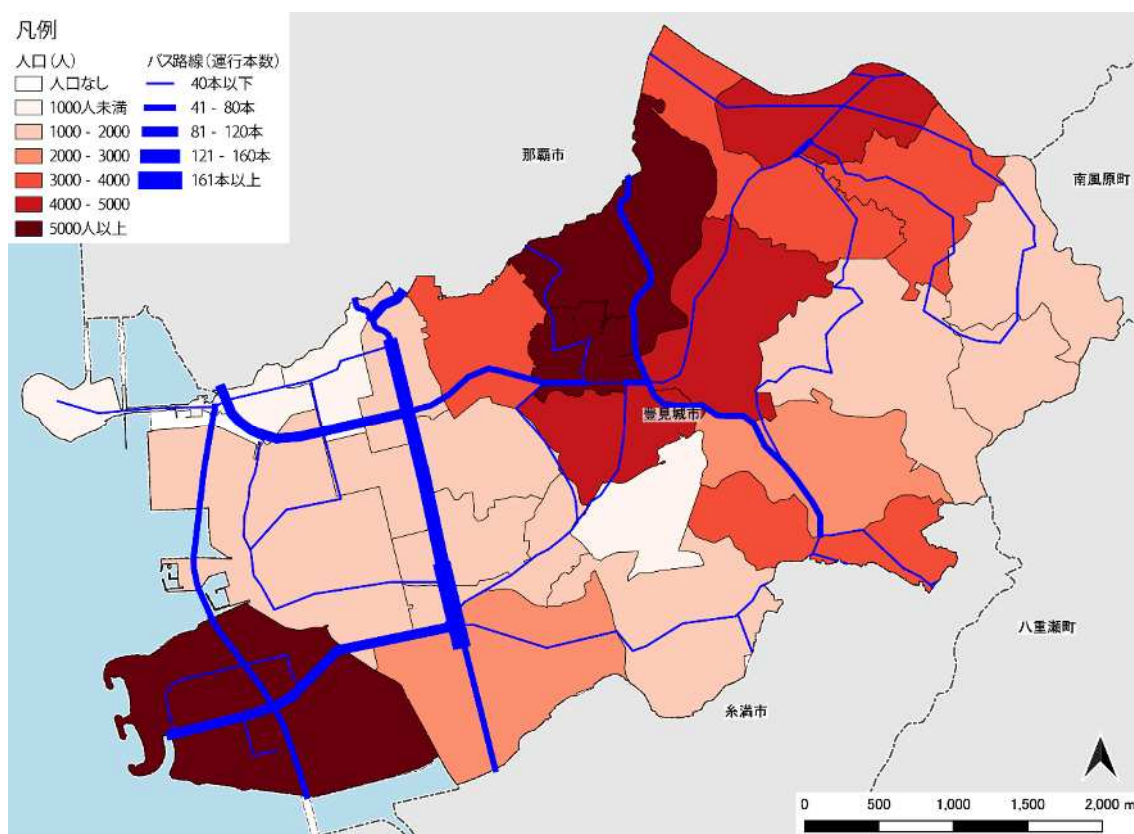 凡例
人口(人)
人口なし
1000人未満
1000 - 2000
2000 - 3000
3000 - 4000
4000 - 5000
5000人以上
バス路線(運行本数)
40本以下
41 - 80本
81 - 120本
121 - 160本
161本以上
那覇市
南風原町
豊見城市
八重瀬町
糸満市
0 500 1,000 1,500 2,000 m